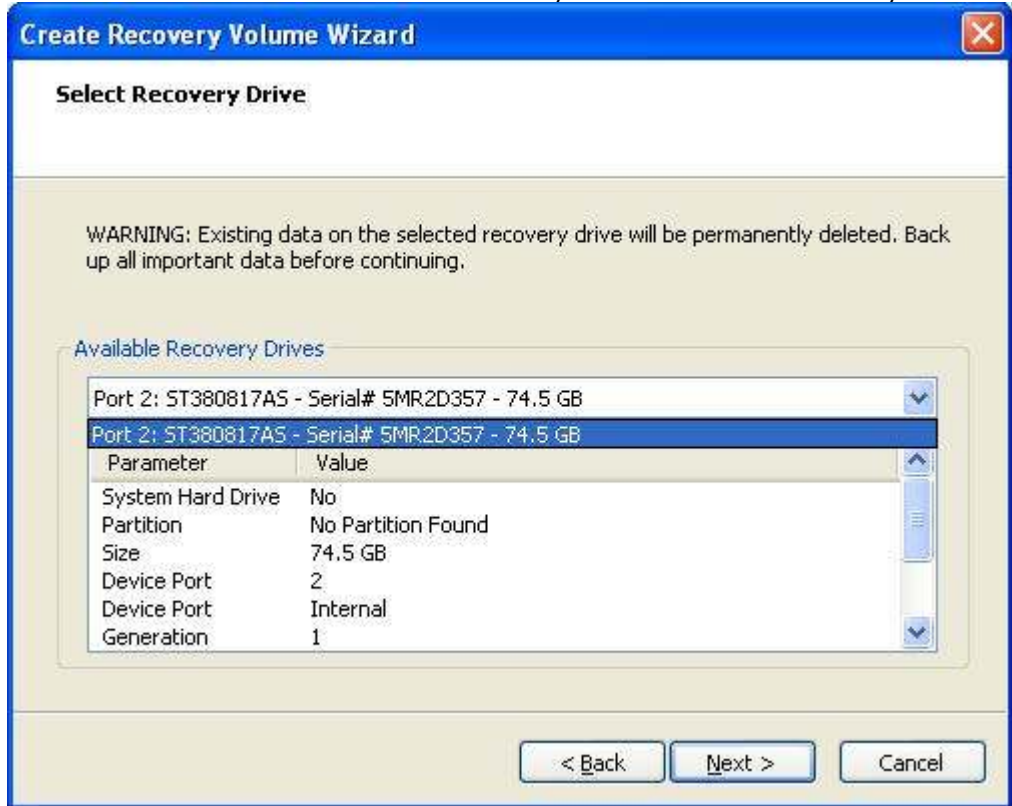 Create Recovery Volume Wizard
Select Recovery Drive
WARNING: Existing data on the selected recovery drive will be permanently deleted. Back
up all important data before continuing.
Available Recovery Drives
Port 2: ST380817AS - Serial# 5MR2D357 - 74.5 GB
Port 2: ST380817AS - Serial# 5MR2D357 - 74.5 GB
Parameter Value
System Hard Drive No
Partition No Partition Found
Size 74.5 GB
Device Port 2
Device Port Internal
Generation 1
< Back Next > Cancel